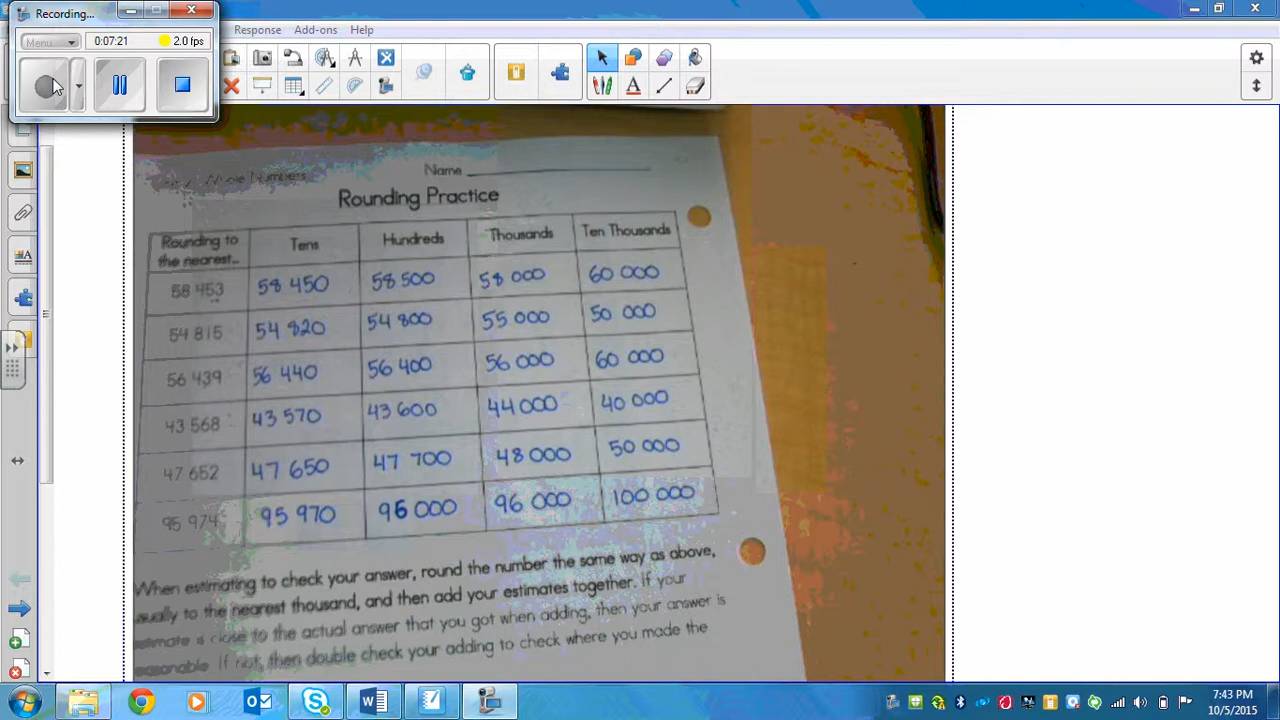 Recording...
Menu
0:07:21
2.0 fps
Response Add-ons Help
Whole Numbers
Name
Rounding Practice
Rounding to the nearest... Tens Hundreds Thousands Ten Thousands
58 453 58 450 58 500 58 000 60 000
54 815 54 820 54 800 55 000 50 000
56 439 56 440 56 400 56 000 60 000
43 568 43 570 43 600 44 000 40 000
47 652 47 650 47 700 48 000 50 000
95 974 95 970 96 000 96 000 100 000
When estimating to check your answer, round the number the same way as above,
usually to the nearest thousand, and then add your estimates together. If your
estimate is close to the actual answer that you got when adding, then your answer is
reasonable. If not, then double check your adding to check where you made the
7:43 PM
10/5/2015